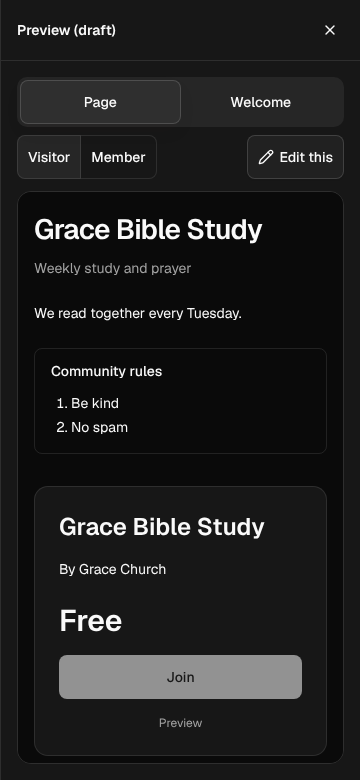 Preview (draft)
Page
Welcome
Visitor
Member
Edit this
Grace Bible Study
Weekly study and prayer
We read together every Tuesday.
Community rules
1. Be kind
2. No spam
Grace Bible Study
By Grace Church
Free
Join
Preview